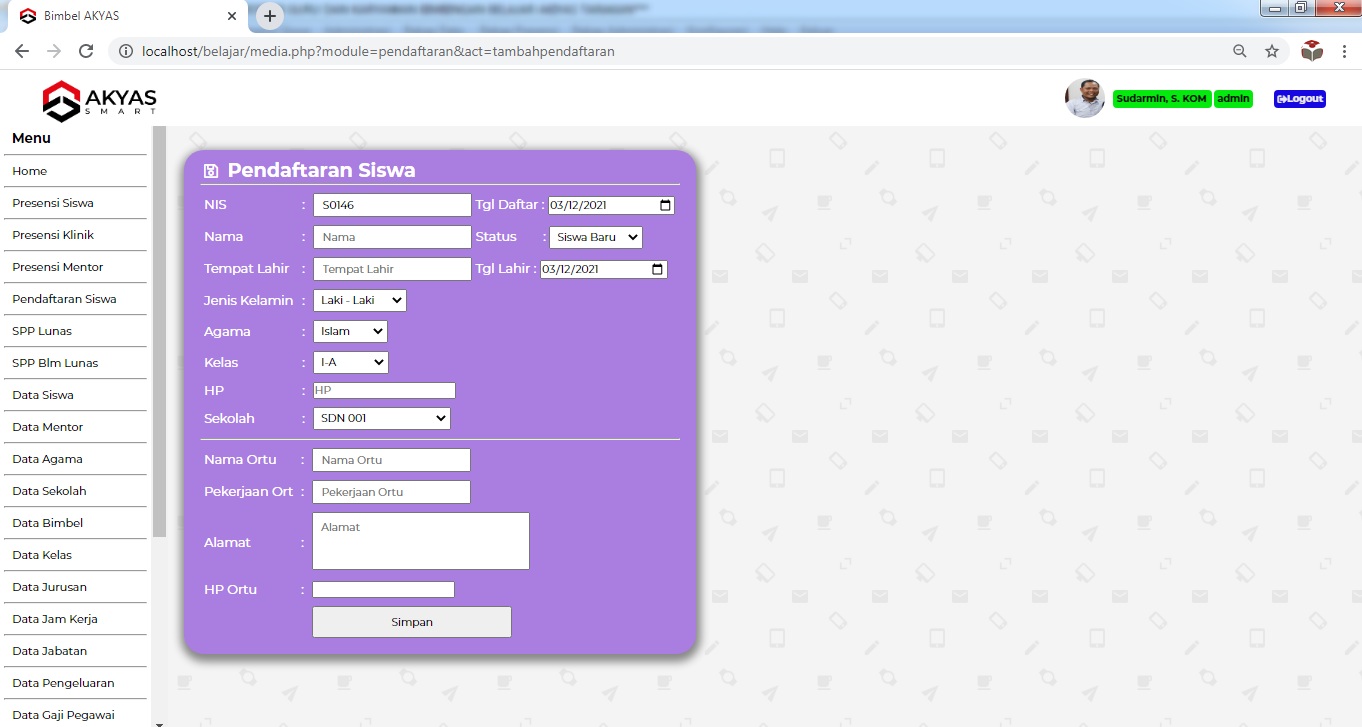 Bimbel AKYAS
localhost/belajar/media.php?module=pendaftaran&act=tambahpendaftaran
AKYAS
SMART
Sudarmin, S. KOM admin Logout
Menu
Home
Presensi Siswa
Presensi Klinik
Presensi Mentor
Pendaftaran Siswa
SPP Lunas
SPP Blm Lunas
Data Siswa
Data Mentor
Data Agama
Data Sekolah
Data Bimbel
Data Kelas
Data Jurusan
Data Jam Kerja
Data Jabatan
Data Pengeluaran
Data Gaji Pegawai
Pendaftaran Siswa
NIS : S0146 Tgl Daftar : 03/12/2021
Nama : Nama Status : Siswa Baru
Tempat Lahir : Tempat Lahir Tgl Lahir : 03/12/2021
Jenis Kelamin : Laki - Laki
Agama : Islam
Kelas : I-A
HP : HP
Sekolah : SDN 001
Nama Ortu : Nama Ortu
Pekerjaan Ort : Pekerjaan Ortu
Alamat : Alamat
HP Ortu :
Simpan